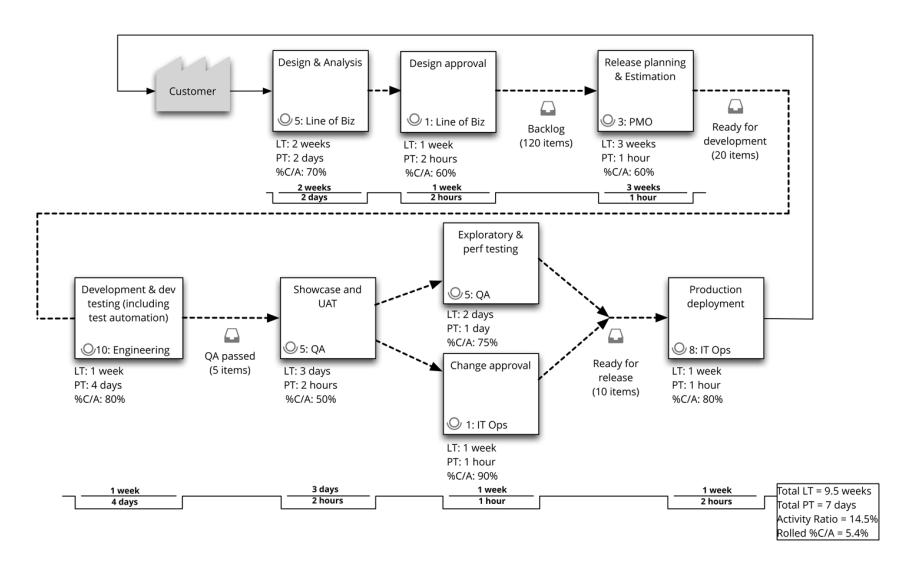 Customer
Design & Analysis
5: Line of Biz
LT: 2 weeks
PT: 2 days
%C/A: 70%
Design approval
1: Line of Biz
LT: 1 week
PT: 2 hours
%C/A: 60%
Backlog
(120 items)
Release planning
& Estimation
3: PMO
LT: 3 weeks
PT: 1 hour
%C/A: 60%
Ready for
development
(20 items)
2 weeks
2 days
1 week
2 hours
3 weeks
1 hour
Development & dev
testing (including
test automation)
10: Engineering
LT: 1 week
PT: 4 days
%C/A: 80%
QA passed
(5 items)
Showcase and
UAT
5: QA
LT: 3 days
PT: 2 hours
%C/A: 50%
Exploratory &
perf testing
5: QA
LT: 2 days
PT: 1 day
%C/A: 75%
Change approval
1: IT Ops
LT: 1 week
PT: 1 hour
%C/A: 90%
Ready for
release
(10 items)
Production
deployment
8: IT Ops
LT: 1 week
PT: 1 hour
%C/A: 80%
1 week
4 days
3 days
2 hours
1 week
1 hour
1 week
2 hours
Total LT = 9.5 weeks
Total PT = 7 days
Activity Ratio = 14.5%
Rolled %C/A = 5.4%